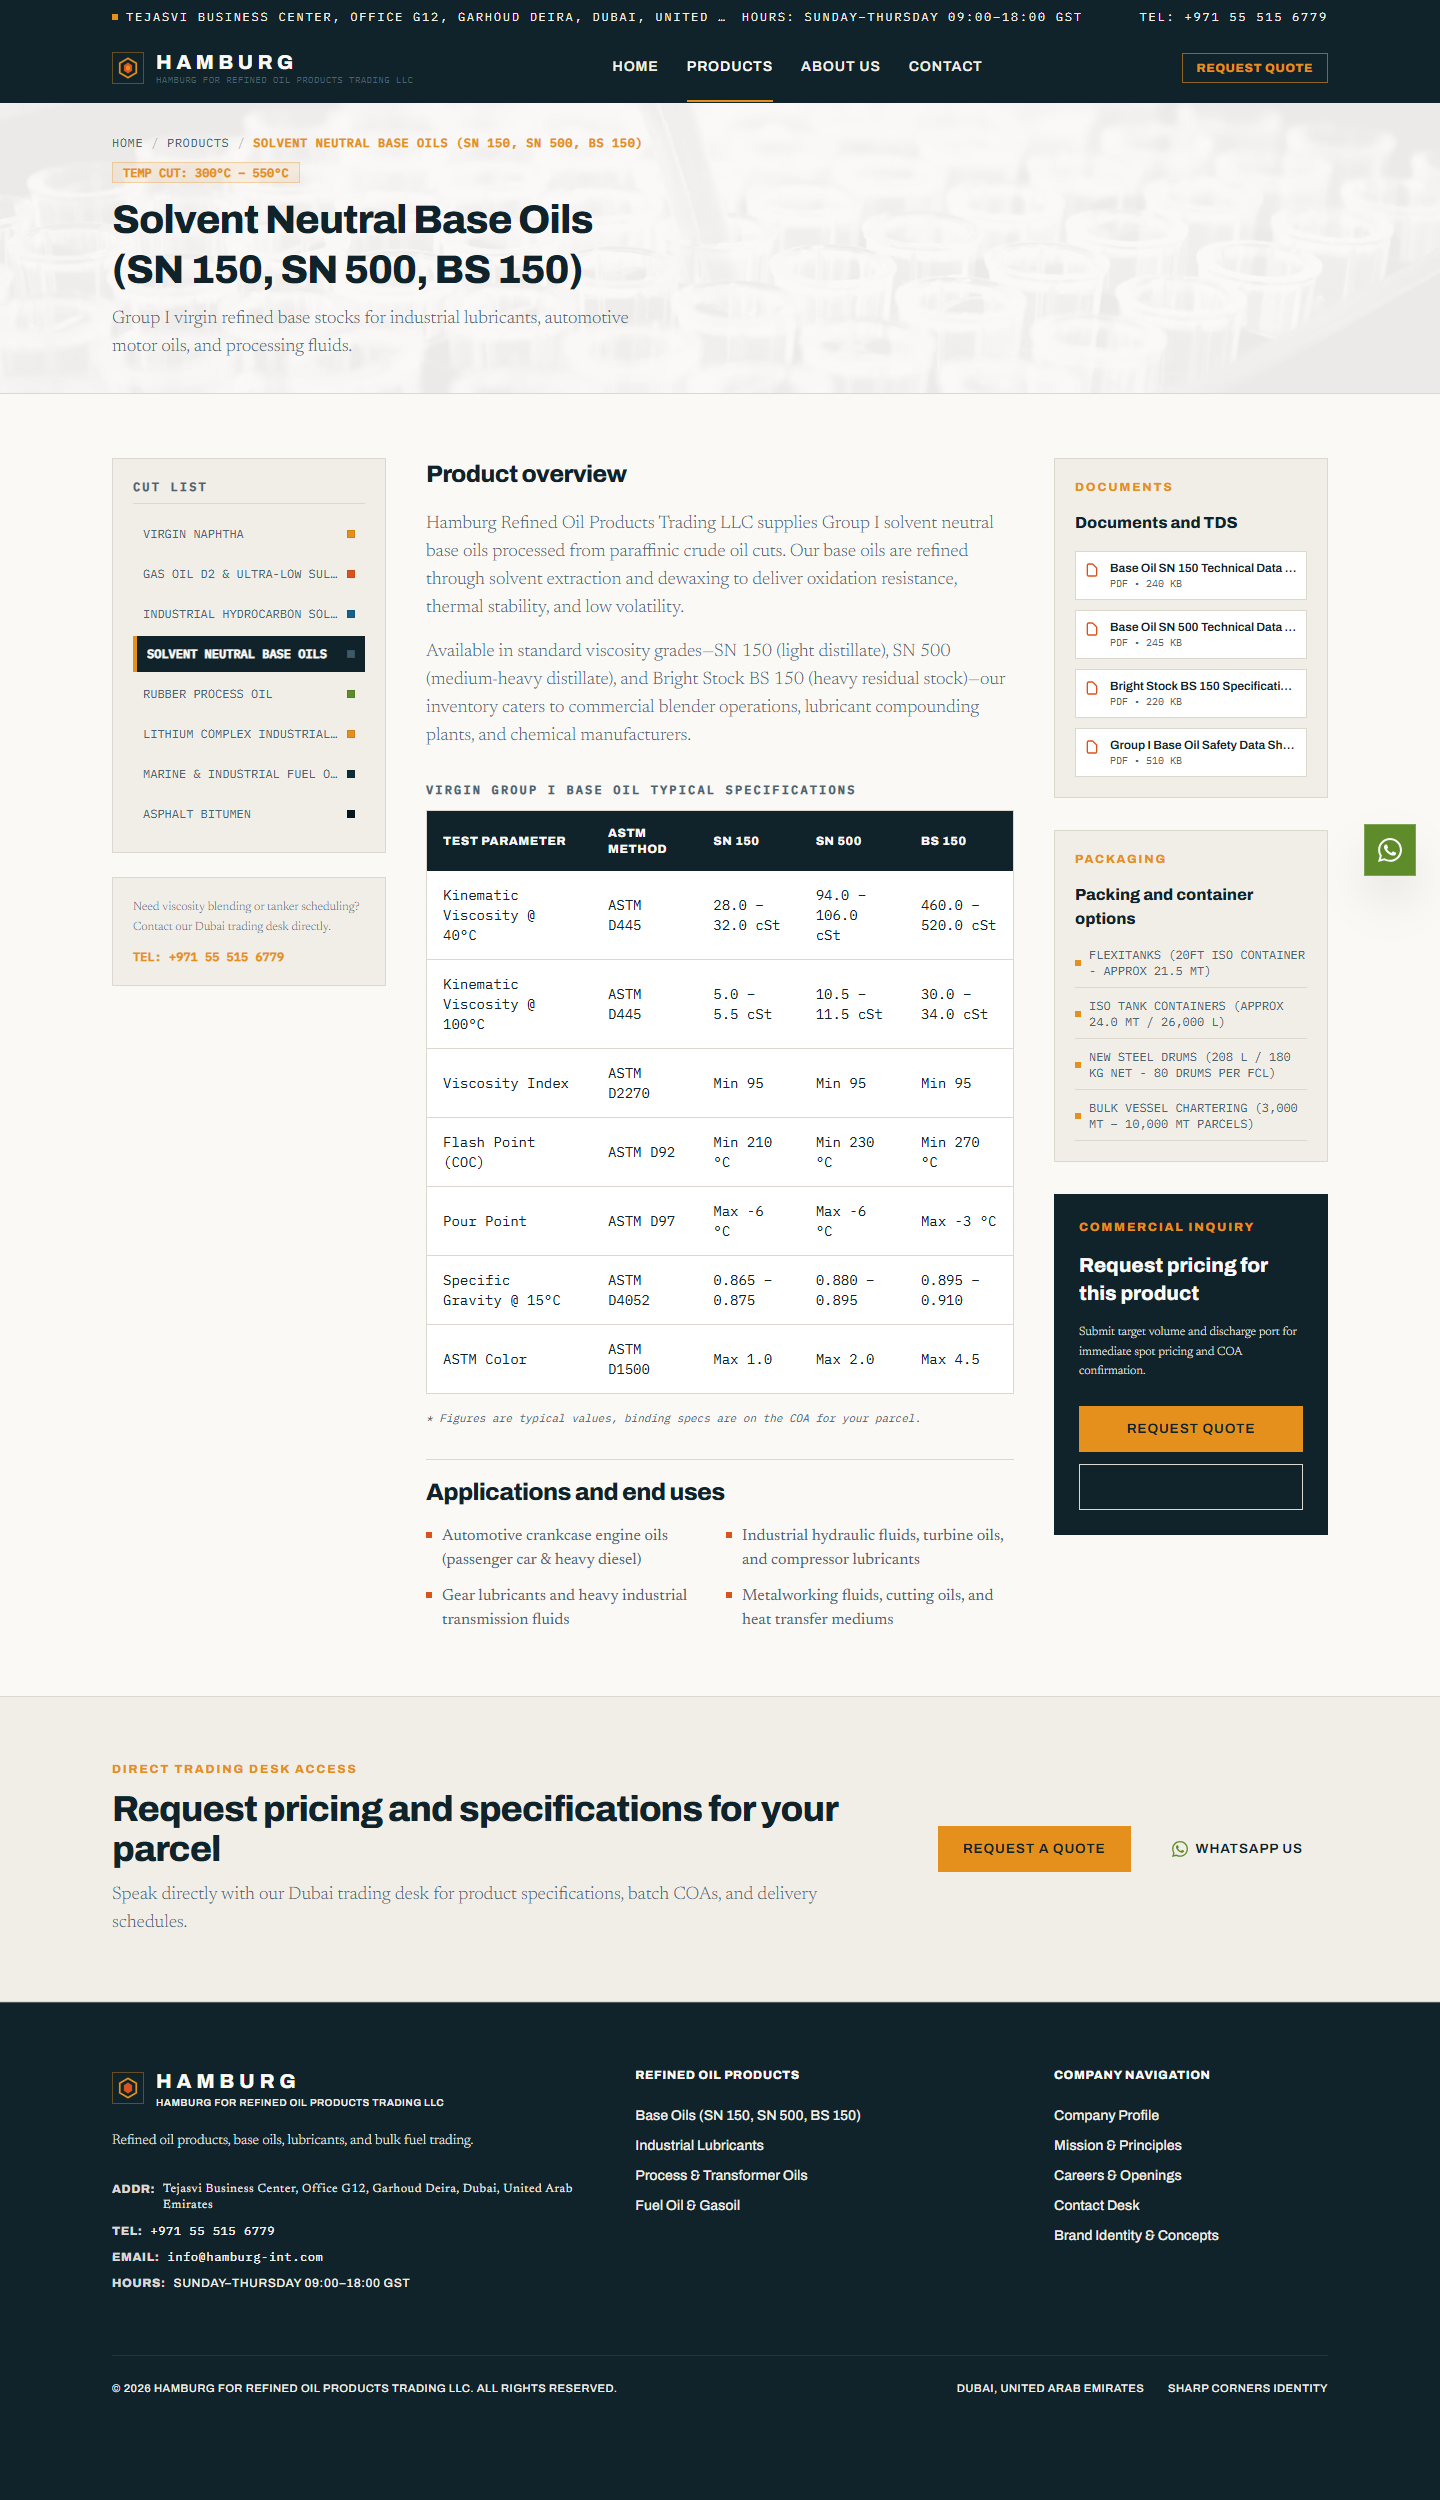 TEJASVI BUSINESS CENTER, OFFICE G12, GARHOUD DEIRA, DUBAI, UNITED … HOURS: SUNDAY–THURSDAY 09:00–18:00 GST TEL: +971 55 515 6779
HAMBURG
HAMBURG FOR REFINED OIL PRODUCTS TRADING LLC
HOME PRODUCTS ABOUT US CONTACT
REQUEST QUOTE
HOME / PRODUCTS / SOLVENT NEUTRAL BASE OILS (SN 150, SN 500, BS 150)
TEMP CUT: 300°C – 550°C
Solvent Neutral Base Oils
(SN 150, SN 500, BS 150)
Group I virgin refined base stocks for industrial lubricants, automotive
motor oils, and processing fluids.
CUT LIST
VIRGIN NAPHTHA
GAS OIL D2 & ULTRA-LOW SUL…
INDUSTRIAL HYDROCARBON SOL…
SOLVENT NEUTRAL BASE OILS
RUBBER PROCESS OIL
LITHIUM COMPLEX INDUSTRIAL…
MARINE & INDUSTRIAL FUEL O…
ASPHALT BITUMEN
Need viscosity blending or tanker scheduling?
Contact our Dubai trading desk directly.
TEL: +971 55 515 6779
Product overview
Hamburg Refined Oil Products Trading LLC supplies Group I solvent neutral
base oils processed from paraffinic crude oil cuts. Our base oils are refined
through solvent extraction and dewaxing to deliver oxidation resistance,
thermal stability, and low volatility.
Available in standard viscosity grades—SN 150 (light distillate), SN 500
(medium-heavy distillate), and Bright Stock BS 150 (heavy residual stock)—our
inventory caters to commercial blender operations, lubricant compounding
plants, and chemical manufacturers.
VIRGIN GROUP I BASE OIL TYPICAL SPECIFICATIONS
TEST PARAMETER ASTM METHOD SN 150 SN 500 BS 150
Kinematic Viscosity @ 40°C ASTM D445 28.0 – 32.0 cSt 94.0 – 106.0 cSt 460.0 – 520.0 cSt
Kinematic Viscosity @ 100°C ASTM D445 5.0 – 5.5 cSt 10.5 – 11.5 cSt 30.0 – 34.0 cSt
Viscosity Index ASTM D2270 Min 95 Min 95 Min 95
Flash Point (COC) ASTM D92 Min 210 °C Min 230 °C Min 270 °C
Pour Point ASTM D97 Max -6 °C Max -6 °C Max -3 °C
Specific Gravity @ 15°C ASTM D4052 0.865 – 0.875 0.880 – 0.895 0.895 – 0.910
ASTM Color ASTM D1500 Max 1.0 Max 2.0 Max 4.5
* Figures are typical values, binding specs are on the COA for your parcel.
Applications and end uses
Automotive crankcase engine oils
(passenger car & heavy diesel)
Industrial hydraulic fluids, turbine oils,
and compressor lubricants
Gear lubricants and heavy industrial
transmission fluids
Metalworking fluids, cutting oils, and
heat transfer mediums
DOCUMENTS
Documents and TDS
Base Oil SN 150 Technical Data …
PDF • 240 KB
Base Oil SN 500 Technical Data …
PDF • 245 KB
Bright Stock BS 150 Specificati…
PDF • 220 KB
Group I Base Oil Safety Data Sh…
PDF • 510 KB
PACKAGING
Packing and container
options
FLEXITANKS (20FT ISO CONTAINER
- APPROX 21.5 MT)
ISO TANK CONTAINERS (APPROX
24.0 MT / 26,000 L)
NEW STEEL DRUMS (208 L / 180
KG NET - 80 DRUMS PER FCL)
BULK VESSEL CHARTERING (3,000
MT – 10,000 MT PARCELS)
COMMERCIAL INQUIRY
Request pricing for
this product
Submit target volume and discharge port for
immediate spot pricing and COA
confirmation.
REQUEST QUOTE
DIRECT TRADING DESK ACCESS
Request pricing and specifications for your
parcel
Speak directly with our Dubai trading desk for product specifications, batch COAs, and delivery
schedules.
REQUEST A QUOTE
WHATSAPP US
HAMBURG
HAMBURG FOR REFINED OIL PRODUCTS TRADING LLC
Refined oil products, base oils, lubricants, and bulk fuel trading.
ADDR: Tejasvi Business Center, Office G12, Garhoud Deira, Dubai, United Arab
Emirates
TEL: +971 55 515 6779
EMAIL: info@hamburg-int.com
HOURS: SUNDAY–THURSDAY 09:00–18:00 GST
REFINED OIL PRODUCTS
Base Oils (SN 150, SN 500, BS 150)
Industrial Lubricants
Process & Transformer Oils
Fuel Oil & Gasoil
COMPANY NAVIGATION
Company Profile
Mission & Principles
Careers & Openings
Contact Desk
Brand Identity & Concepts
© 2026 HAMBURG FOR REFINED OIL PRODUCTS TRADING LLC. ALL RIGHTS RESERVED.
DUBAI, UNITED ARAB EMIRATES SHARP CORNERS IDENTITY